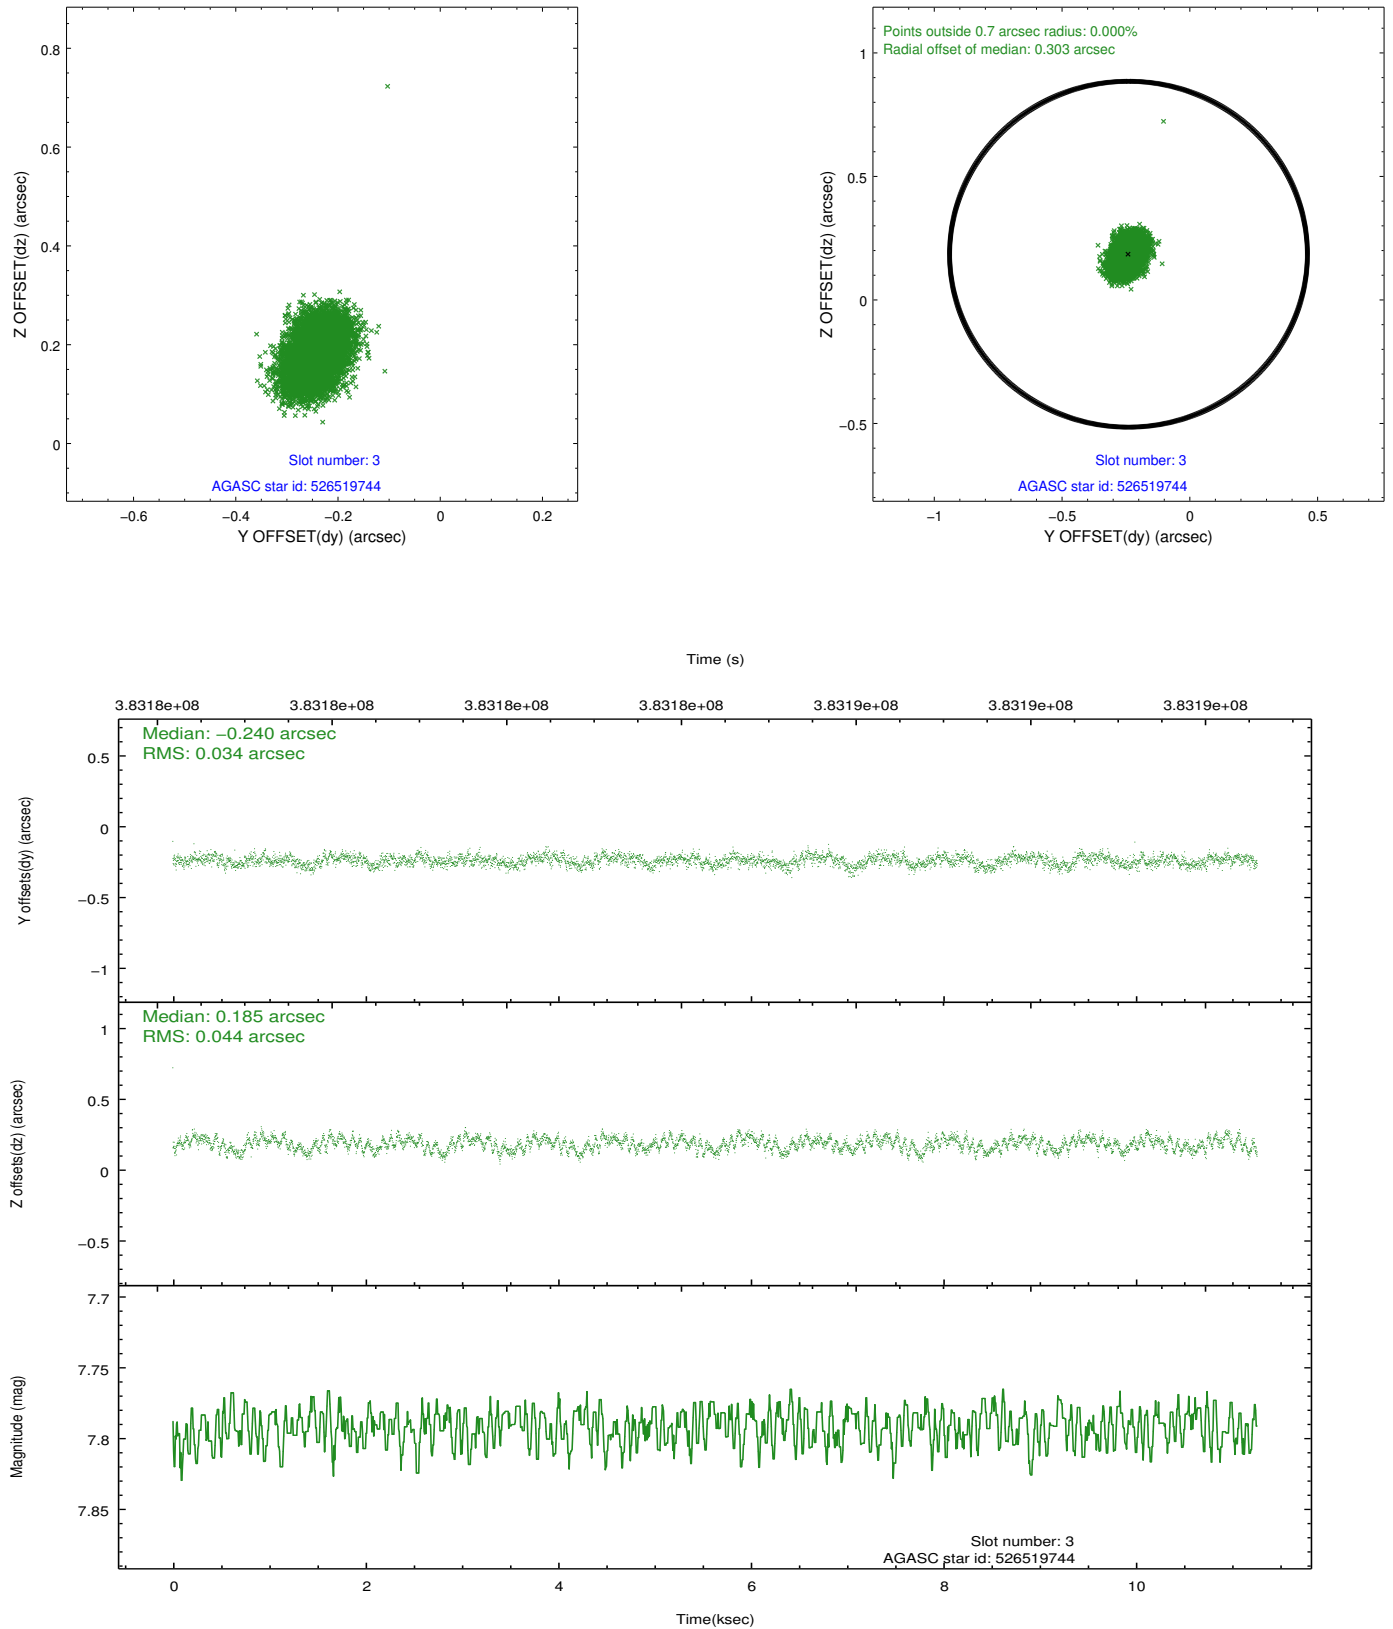 0.8
0.6
0.4
0.2
0
Z OFFSET(dz) (arcsec)
Slot number: 3
AGASC star id: 526519744
−0.6 −0.4 −0.2 0 0.2
Y OFFSET(dy) (arcsec)
Points outside 0.7 arcsec radius: 0.000%
Radial offset of median: 0.303 arcsec
1
0.5
0
−0.5
Z OFFSET(dz) (arcsec)
Slot number: 3
AGASC star id: 526519744
−1 −0.5 0 0.5
Y OFFSET(dy) (arcsec)
Time (s)
3.8318e+08 3.8318e+08 3.8318e+08 3.8318e+08 3.8319e+08 3.8319e+08 3.8319e+08
Median: −0.240 arcsec
RMS: 0.034 arcsec
0.5
0
−0.5
−1
Y offsets(dy) (arcsec)
Median: 0.185 arcsec
RMS: 0.044 arcsec
1
0.5
0
−0.5
Z offsets(dz) (arcsec)
7.7
7.75
7.8
7.85
Magnitude (mag)
Slot number: 3
AGASC star id: 526519744
0 2 4 6 8 10
Time(ksec)